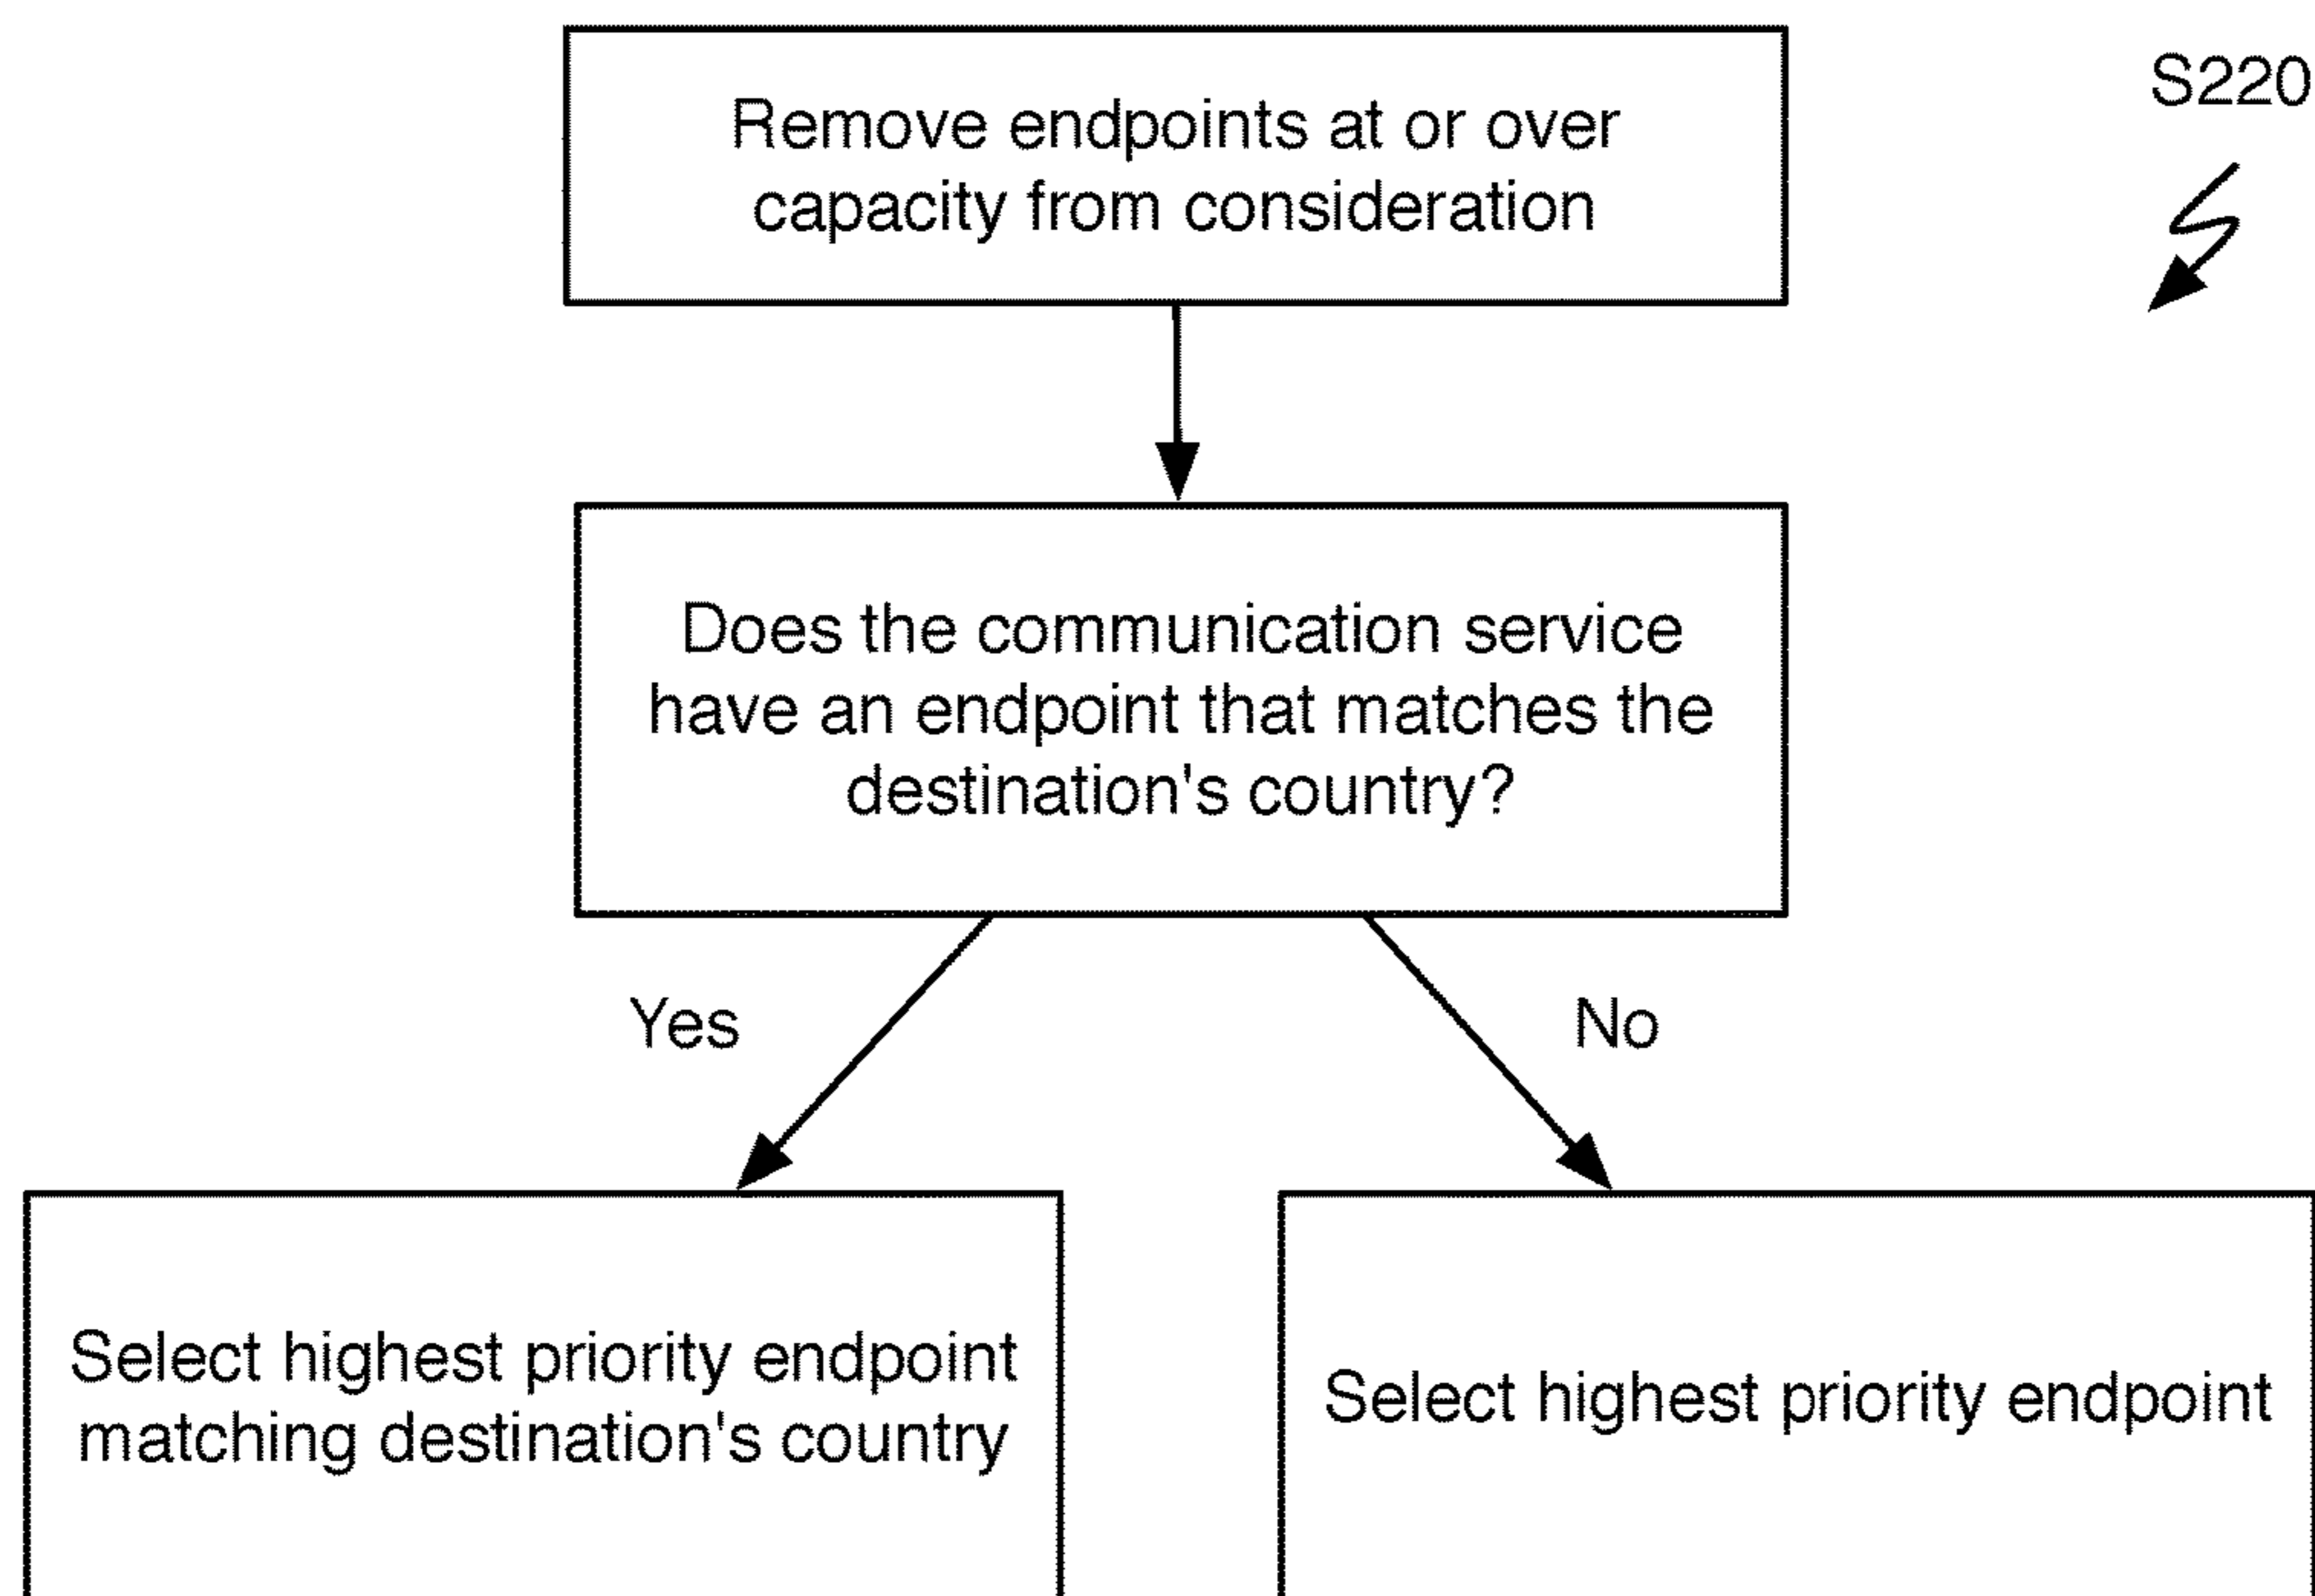 S220
Remove endpoints at or over
capacity from consideration
Does the communication service
have an endpoint that matches the
destination's country?
Yes
No
Select highest priority endpoint
matching destination's country
Select highest priority endpoint